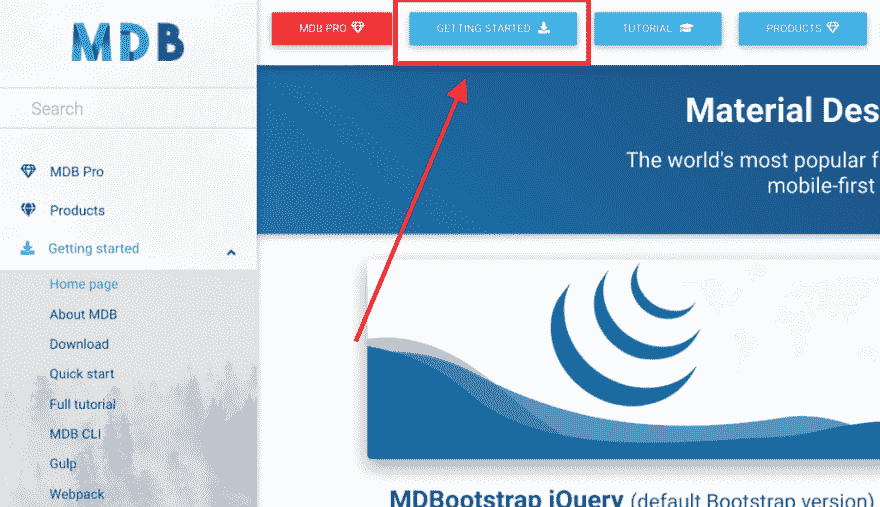 MDB
Search
MDB Pro
Products
Getting started
Home page
About MDB
Download
Quick start
Full tutorial
MDB CLI
Gulp
Webpack
MDB PRO
GETTING STARTED
TUTORIAL
PRODUCTS
Material Des
The world's most popular f
mobile-first
MDBootstrap jQuery (default Bootstrap version)